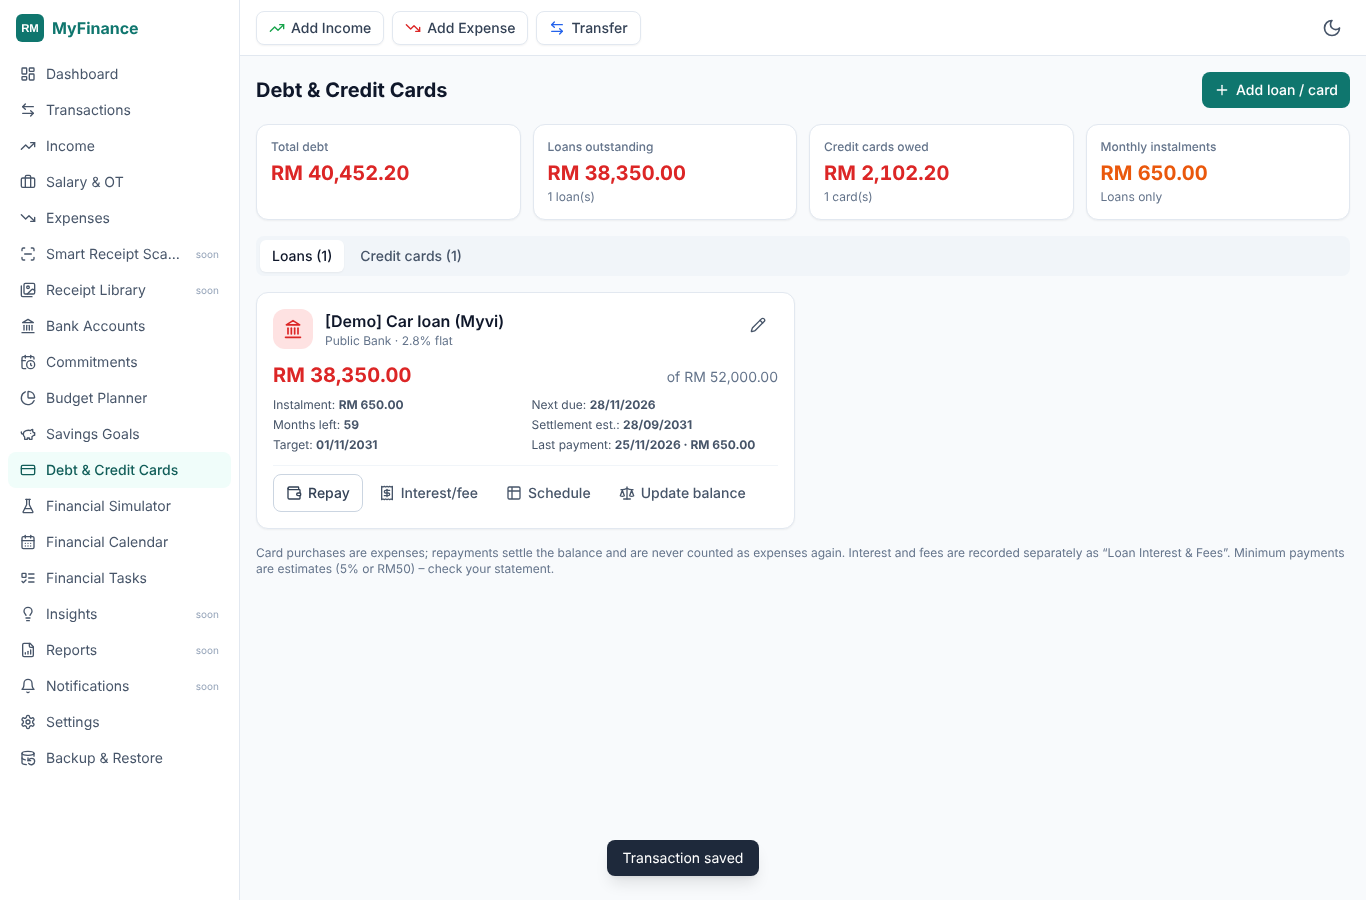 RM MyFinance
Dashboard
Transactions
Income
Salary & OT
Expenses
Smart Receipt Sca... soon
Receipt Library soon
Bank Accounts
Commitments
Budget Planner
Savings Goals
Debt & Credit Cards
Financial Simulator
Financial Calendar
Financial Tasks
Insights soon
Reports soon
Notifications soon
Settings
Backup & Restore
Add Income Add Expense Transfer
Debt & Credit Cards
+ Add loan / card
Total debt
RM 40,452.20
Loans outstanding
RM 38,350.00
1 loan(s)
Credit cards owed
RM 2,102.20
1 card(s)
Monthly instalments
RM 650.00
Loans only
Loans (1) Credit cards (1)
[Demo] Car loan (Myvi)
Public Bank · 2.8% flat
RM 38,350.00 of RM 52,000.00
Instalment: RM 650.00 Next due: 28/11/2026
Months left: 59 Settlement est.: 28/09/2031
Target: 01/11/2031 Last payment: 25/11/2026 · RM 650.00
Repay Interest/fee Schedule Update balance
Card purchases are expenses; repayments settle the balance and are never counted as expenses again. Interest and fees are recorded separately as “Loan Interest & Fees”. Minimum payments
are estimates (5% or RM50) – check your statement.
Transaction saved